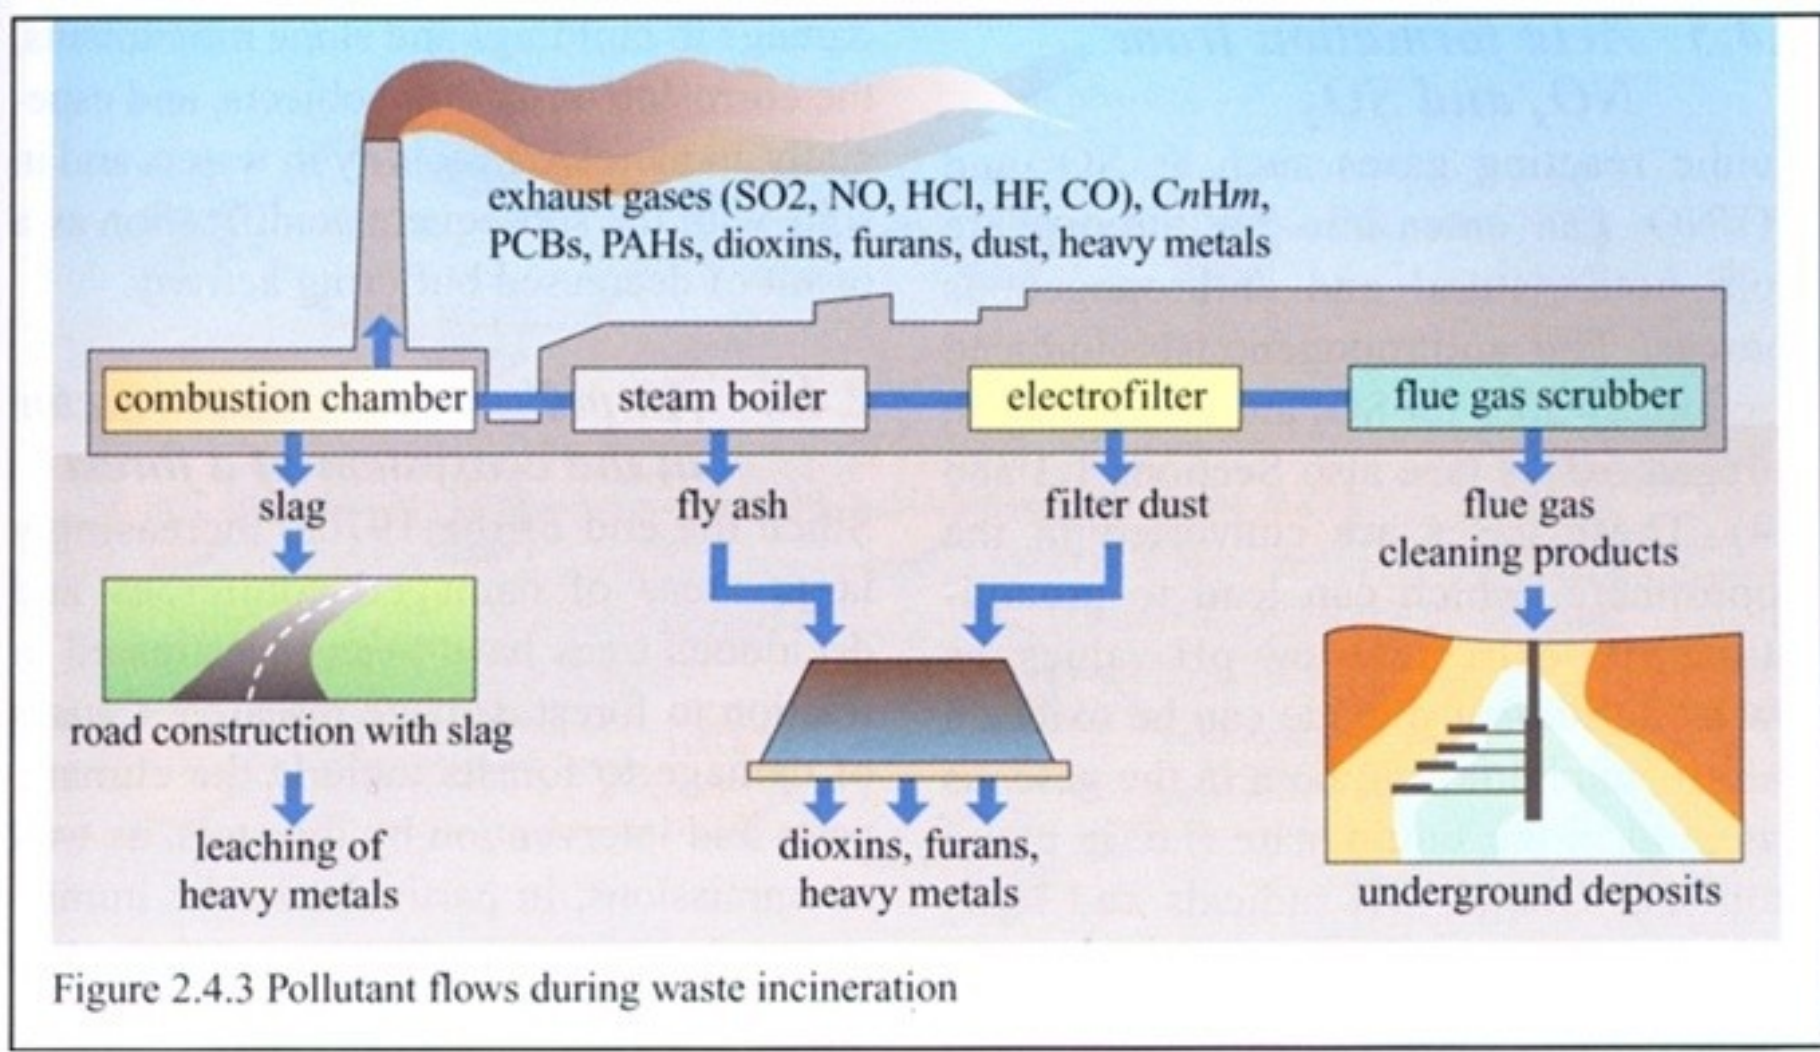 exhaust gases (SO2, NO, HCl, HF, CO), CnHm,
PCBs, PAHs, dioxins, furans, dust, heavy metals
combustion chamber
steam boiler
electrofilter
flue gas scrubber
slag
fly ash
filter dust
flue gas
cleaning products
road construction with slag
leaching of
heavy metals
dioxins, furans,
heavy metals
underground deposits
Figure 2.4.3 Pollutant flows during waste incineration